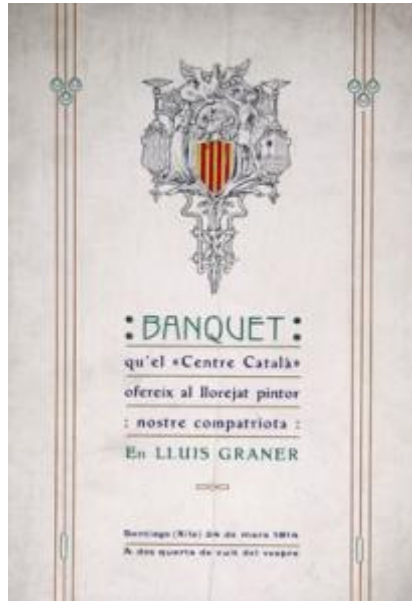 : BANQUET :
qu'el «Centre Català»
ofereix al llorejat pintor
: nostre compatriota :
En LLUIS GRANER
Santiago (Xile) 24 de mars 1914
A dos quarts de vuit del vespre